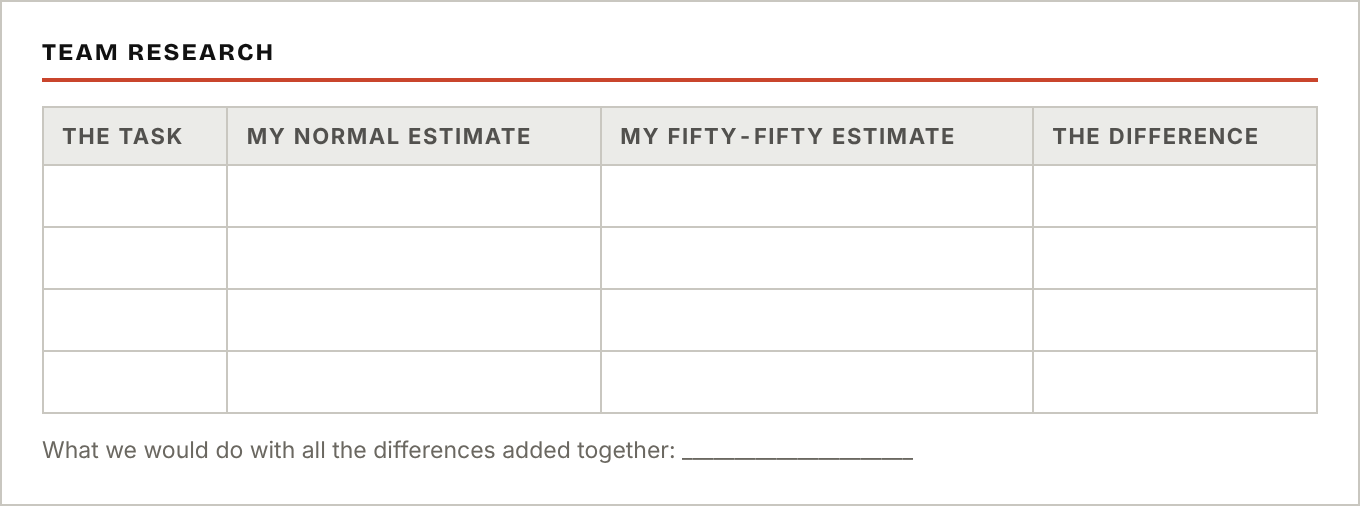 TEAM RESEARCH
THE TASK MY NORMAL ESTIMATE MY FIFTY-FIFTY ESTIMATE THE DIFFERENCE
What we would do with all the differences added together: ______________________